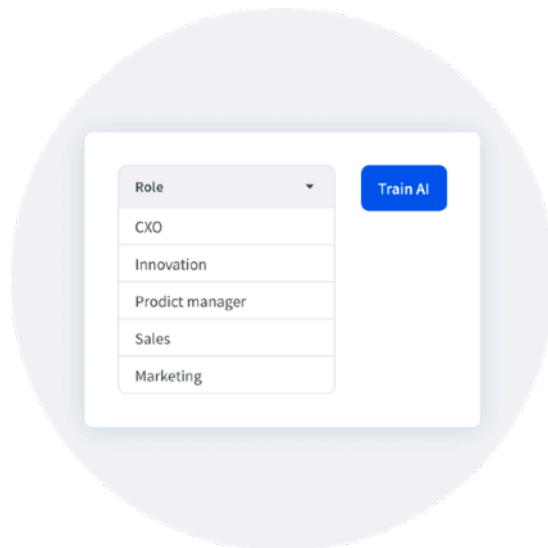 Role
Train AI
CXO
Innovation
Prodict manager
Sales
Marketing